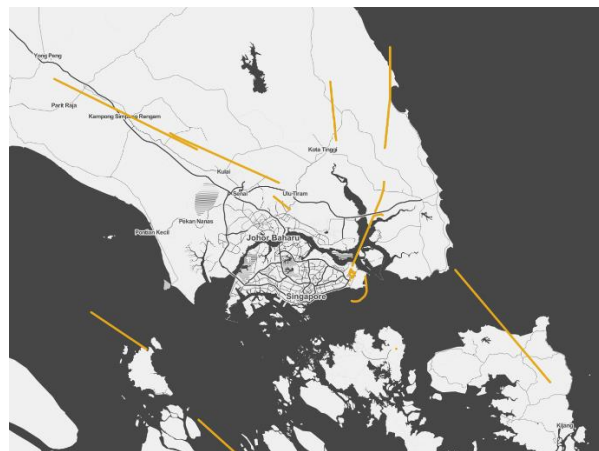 Yong Peng
Parit Raja
Kampong Simpang Rengam
Kota Tinggi
Kulai
Senai
Ulu Tiram
Pekan Nanas
Pontian Kecil
Johor Baharu
Singapore
Kijang